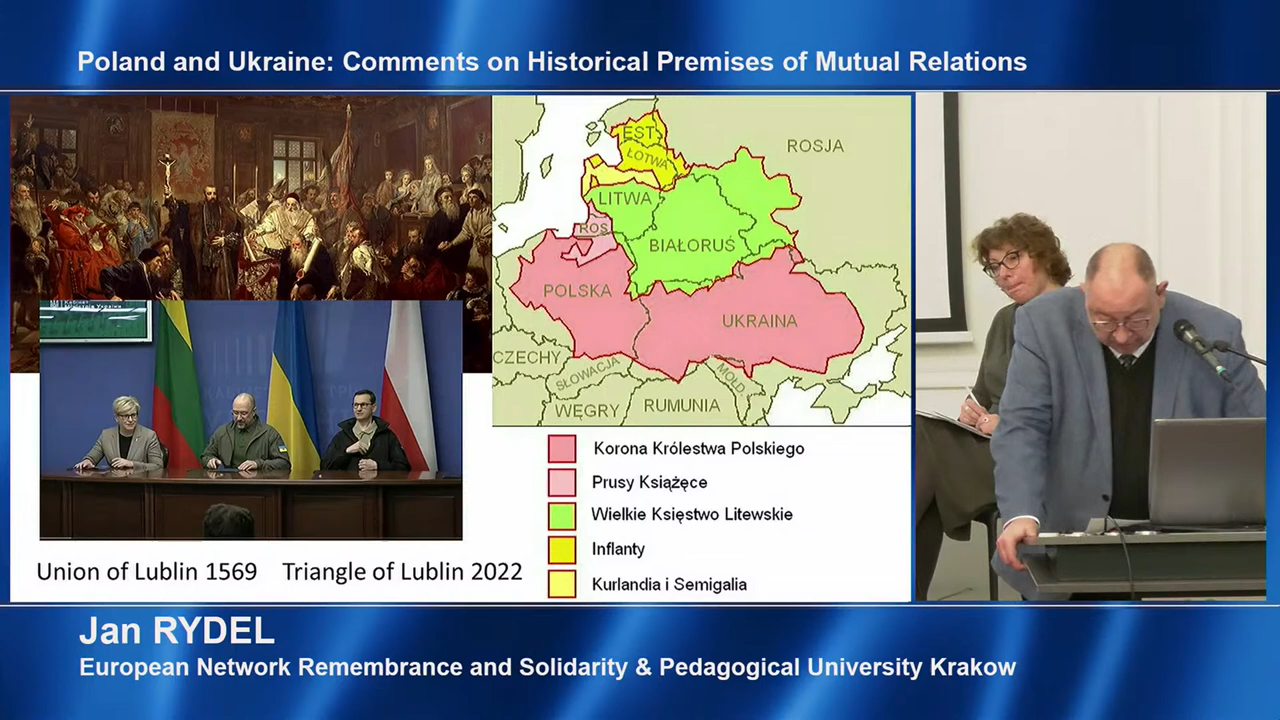 Poland and Ukraine: Comments on Historical Premises of Mutual Relations
EST.
ŁOTWA
ROSJA
LITWA
ROS
BIAŁORUŚ
POLSKA
UKRAINA
CZECHY
SŁOWACJA
MOŁD.
WĘGRY
RUMUNIA
Korona Królestwa Polskiego
Prusy Książęce
Wielkie Księstwo Litewskie
Inflanty
Kurlandia i Semigalia
Union of Lublin 1569
Triangle of Lublin 2022
Jan RYDEL
European Network Remembrance and Solidarity & Pedagogical University Krakow